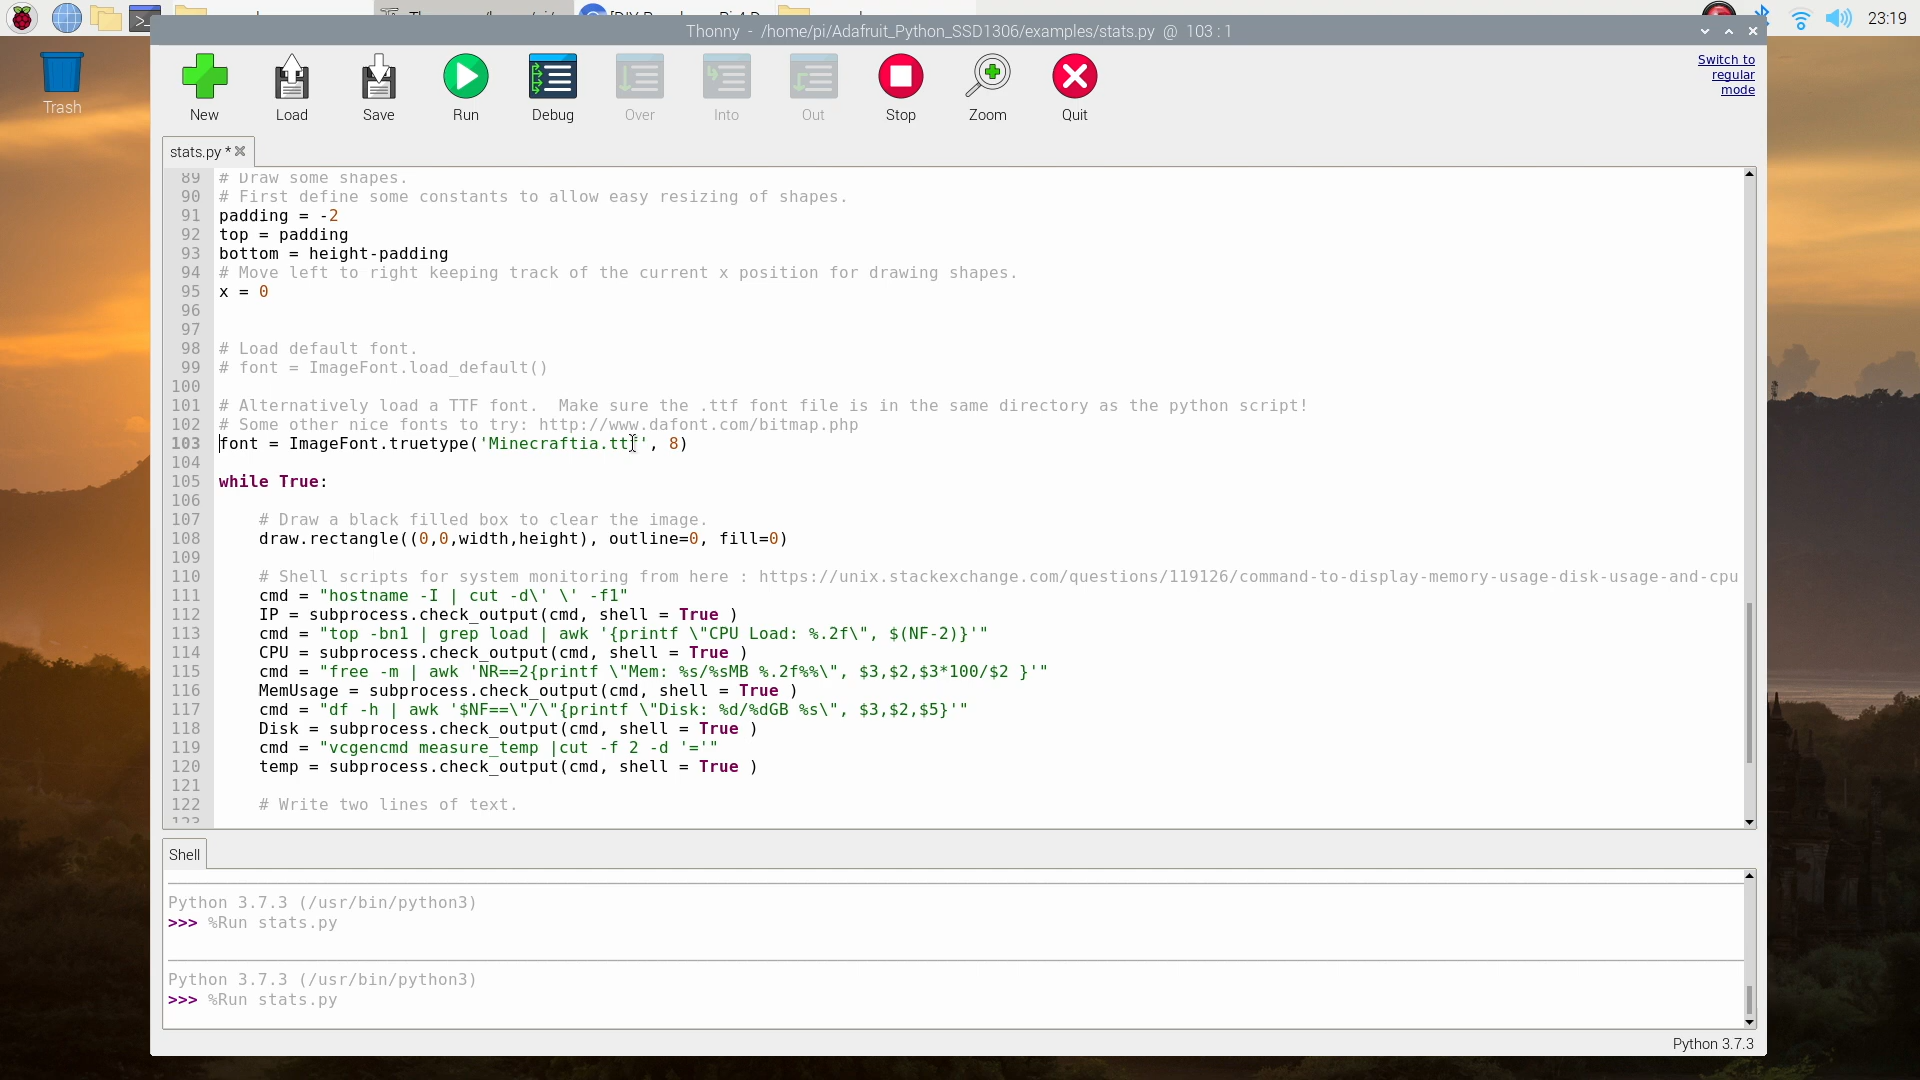 23:19
Thonny - /home/pi/Adafruit_Python_SSD1306/examples/stats.py @ 103 : 1
Trash
Switch to
regular
mode
New Load Save Run Debug Over Into Out Stop Zoom Quit
stats.py *
89 # Draw some shapes.
90 # First define some constants to allow easy resizing of shapes.
91 padding = -2
92 top = padding
93 bottom = height-padding
94 # Move left to right keeping track of the current x position for drawing shapes.
95 x = 0
96
97
98 # Load default font.
99 # font = ImageFont.load_default()
100
101 # Alternatively load a TTF font.  Make sure the .ttf font file is in the same directory as the python script!
102 # Some other nice fonts to try: http://www.dafont.com/bitmap.php
103 font = ImageFont.truetype('Minecraftia.ttf', 8)
104
105 while True:
106
107     # Draw a black filled box to clear the image.
108     draw.rectangle((0,0,width,height), outline=0, fill=0)
109
110     # Shell scripts for system monitoring from here : https://unix.stackexchange.com/questions/119126/command-to-display-memory-usage-disk-usage-and-cpu
111     cmd = "hostname -I | cut -d\' \' -f1"
112     IP = subprocess.check_output(cmd, shell = True )
113     cmd = "top -bn1 | grep load | awk '{printf \"CPU Load: %.2f\", $(NF-2)}'"
114     CPU = subprocess.check_output(cmd, shell = True )
115     cmd = "free -m | awk 'NR==2{printf \"Mem: %s/%sMB %.2f%%\", $3,$2,$3*100/$2 }'"
116     MemUsage = subprocess.check_output(cmd, shell = True )
117     cmd = "df -h | awk '$NF==\"/\"{printf \"Disk: %d/%dGB %s\", $3,$2,$5}'"
118     Disk = subprocess.check_output(cmd, shell = True )
119     cmd = "vcgencmd measure_temp |cut -f 2 -d '='"
120     temp = subprocess.check_output(cmd, shell = True )
121
122     # Write two lines of text.
123
Shell
Python 3.7.3 (/usr/bin/python3)
>>> %Run stats.py
Python 3.7.3 (/usr/bin/python3)
>>> %Run stats.py
Python 3.7.3